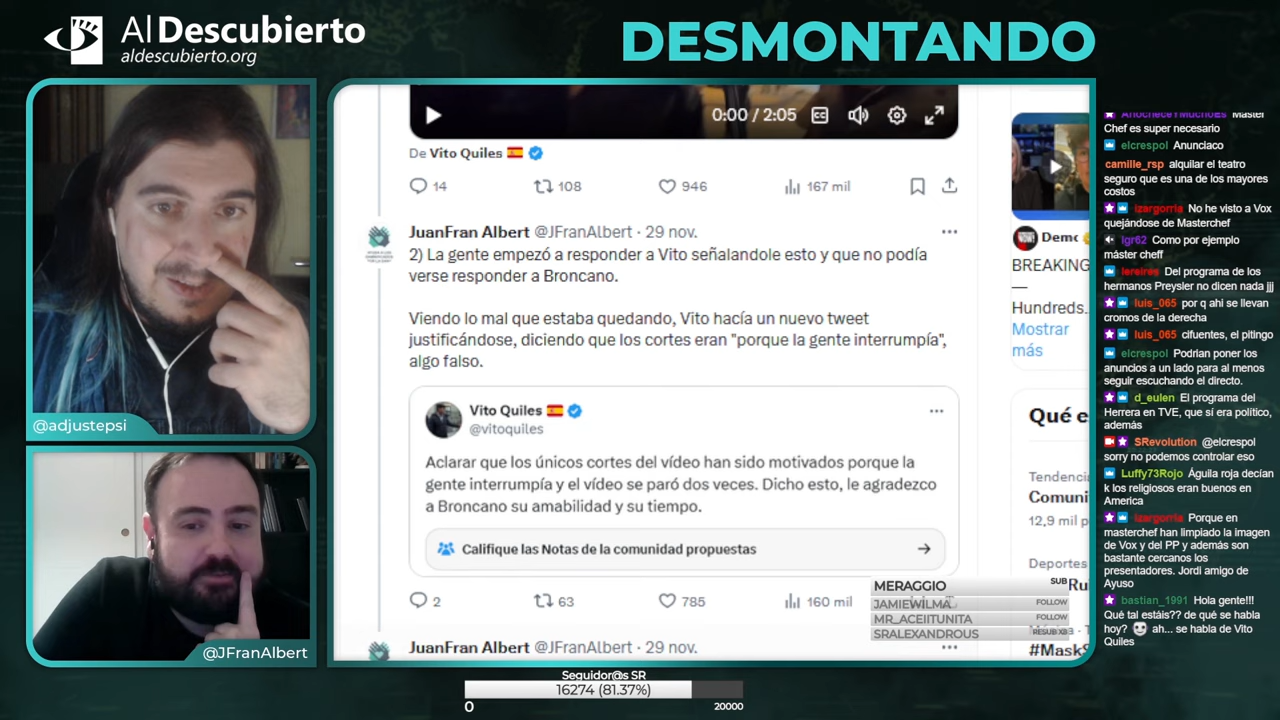 Al Descubierto
aldescubierto.org
DESMONTANDO
@adjustepsi
@JFranAlbert
0:00 / 2:05
De Vito Quiles
14
108
946
167 mil
JuanFran Albert @JFranAlbert · 29 nov.
2) La gente empezó a responder a Vito señalandole esto y que no podía
verse responder a Broncano.
Viendo lo mal que estaba quedando, Vito hacía un nuevo tweet
justificándose, diciendo que los cortes eran "porque la gente interrumpía",
algo falso.
Vito Quiles
@vitoquiles
Aclarar que los únicos cortes del vídeo han sido motivados porque la
gente interrumpía y el vídeo se paró dos veces. Dicho esto, le agradezco
a Broncano su amabilidad y su tiempo.
Califique las Notas de la comunidad propuestas
2
63
785
160 mil
JuanFran Albert @JFranAlbert · 29 nov.
Demo
BREAKING
—
Hundreds..
Mostrar
más
Qué e
Tendencia
Comuni
12,9 mil p
Deportes
Ru
#MaskS
MERAGGIO SUB
JAMIEWILMA FOLLOW
MR_ACEIITUNITA FOLLOW
SRALEXANDROUS RESUB X8
Seguidor@s SR
16274 (81.37%)
0
20000
AnocheceYMuchoEs Master
Chef es super necesario
elcrespol Anunciaco
camille_rsp alquilar el teatro
seguro que es una de los mayores
costos
izargorria No he visto a Vox
quejándose de Masterchef
lgr62 Como por ejemplo
máster cheff
lereiros Del programa de los
hermanos Preysler no dicen nada jjj
luis_065 por q ahi se llevan
cromos de la derecha
luis_065 cifuentes, el pitingo
elcrespol Podrian poner los
anuncios a un lado para al menos
seguir escuchando el directo.
d_eulen El programa del
Herrera en TVE, que sí era político,
además
SRevolution @elcrespol
sorry no podemos controlar eso
Luffy73Rojo Águila roja decían
k los religiosos eran buenos en
America
izargorria Porque en
masterchef han limpiado la imagen
de Vox y del PP y además son
bastante cercanos los
presentadores. Jordi amigo de
Ayuso
bastian_1991 Hola gente!!!
Qué tal estáis?? de qué se habla
hoy? ah... se habla de Vito
Quiles